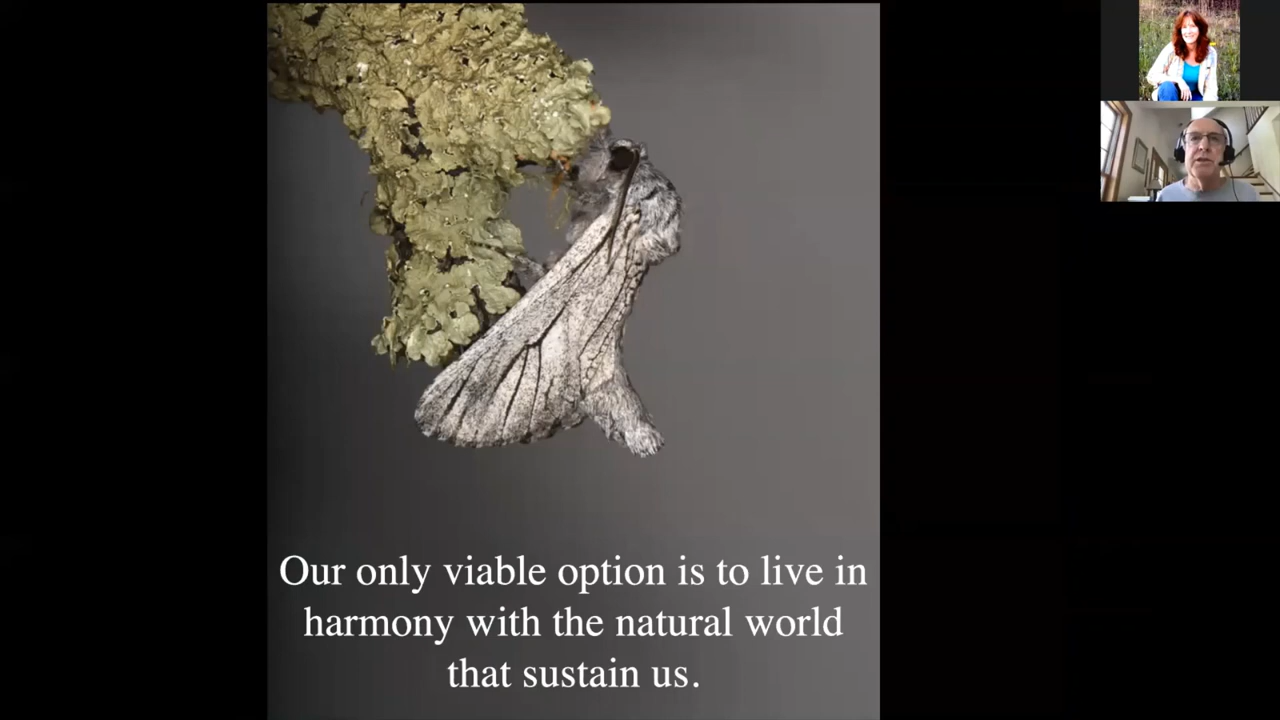 Our only viable option is to live in
harmony with the natural world
that sustain us.